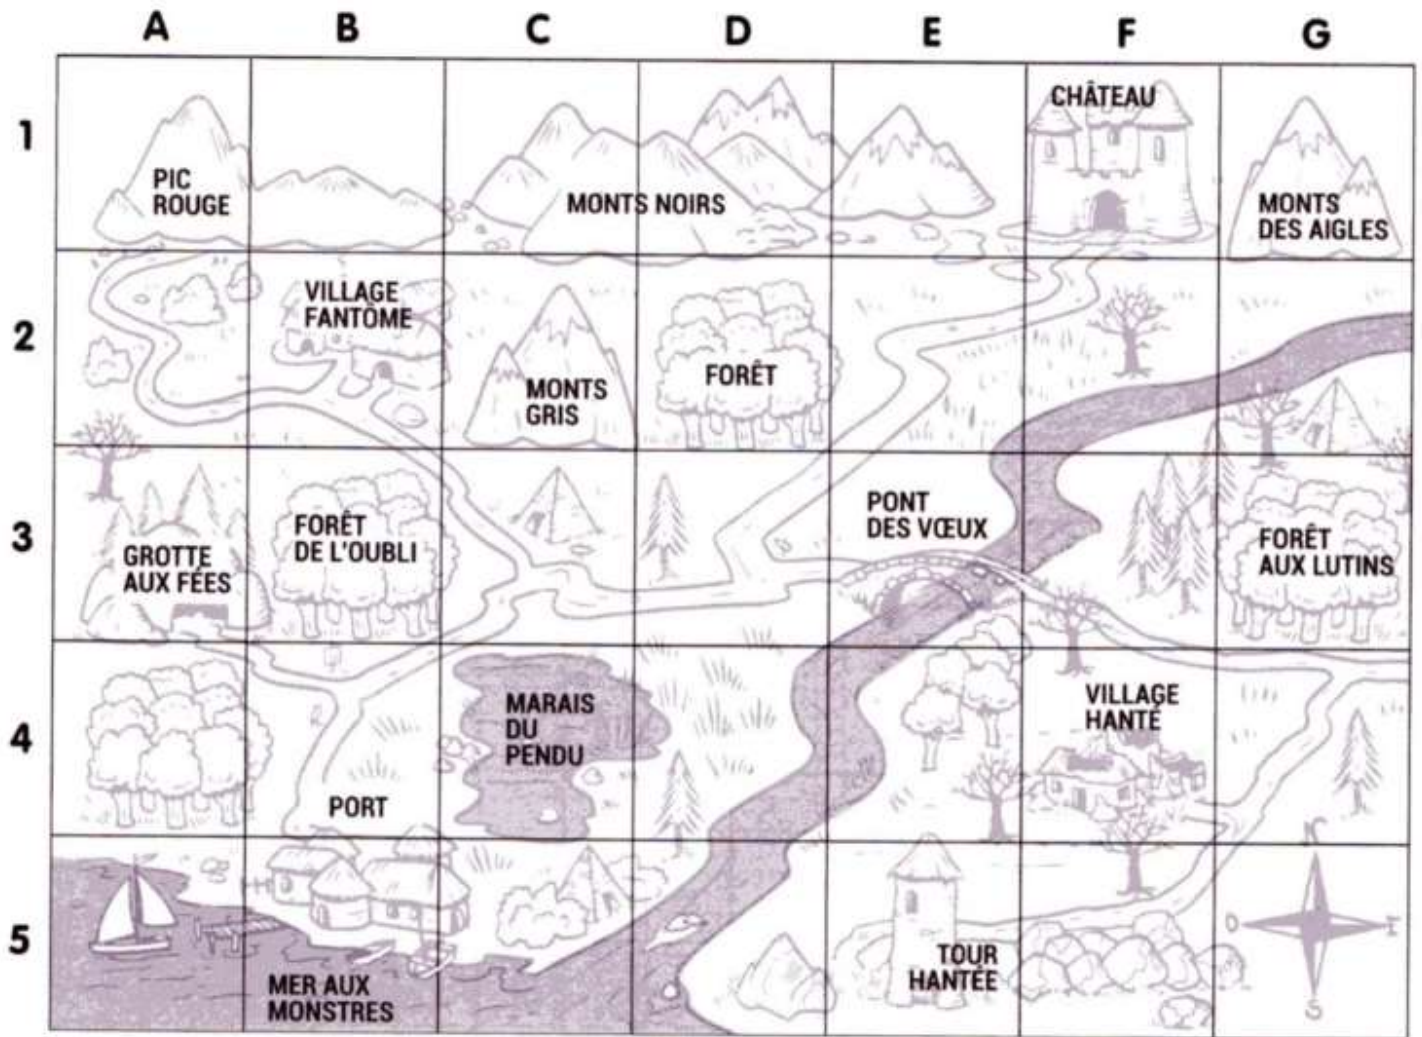 A B C D E F G
1
PIC
ROUGE
MONTS NOIRS
CHÂTEAU
MONTS
DES AIGLES
2
VILLAGE
FANTÔME
MONTS
GRIS
FORÊT
3
GROTTE
AUX FÉES
FORÊT
DE L'OUBLI
PONT
DES VŒUX
FORÊT
AUX LUTINS
4
MARAIS
DU
PENDU
PORT
VILLAGE
HANTÉ
5
MER AUX
MONSTRES
TOUR
HANTÉE
N
O E
S